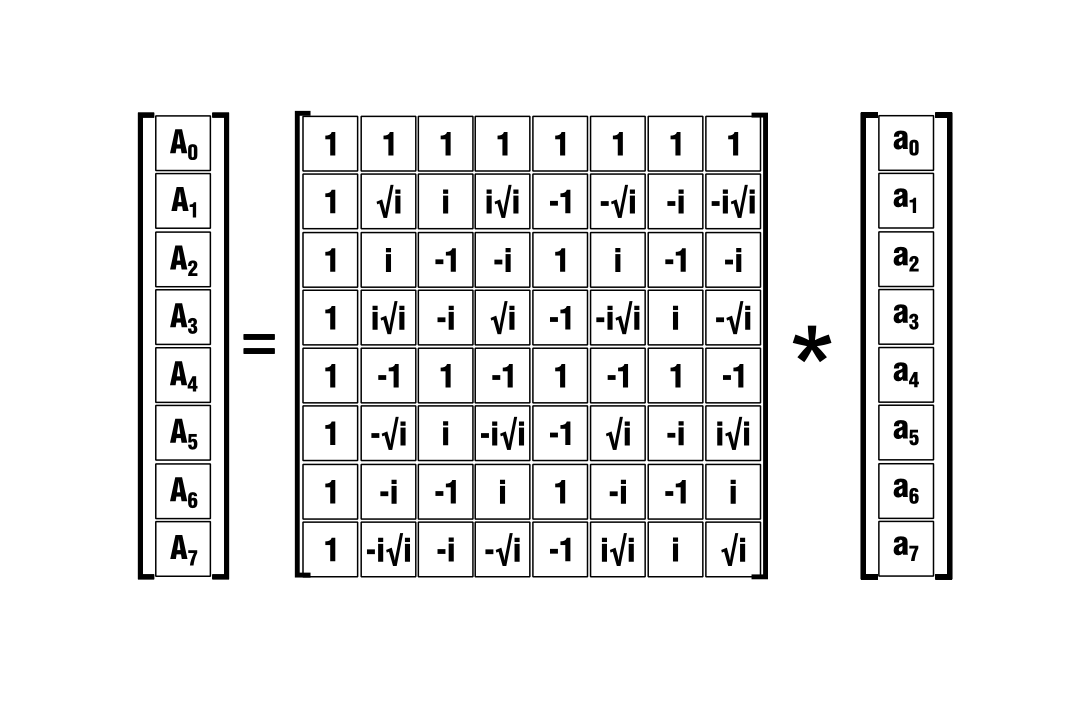 A₀ 1 1 1 1 1 1 1 1 a₀
A₁ 1 √i i i√i -1 -√i -i -i√i a₁
A₂ 1 i -1 -i 1 i -1 -i a₂
A₃ 1 i√i -i √i -1 -i√i i -√i a₃
= *
A₄ 1 -1 1 -1 1 -1 1 -1 a₄
A₅ 1 -√i i -i√i -1 √i -i i√i a₅
A₆ 1 -i -1 i 1 -i -1 i a₆
A₇ 1 -i√i -i -√i -1 i√i i √i a₇